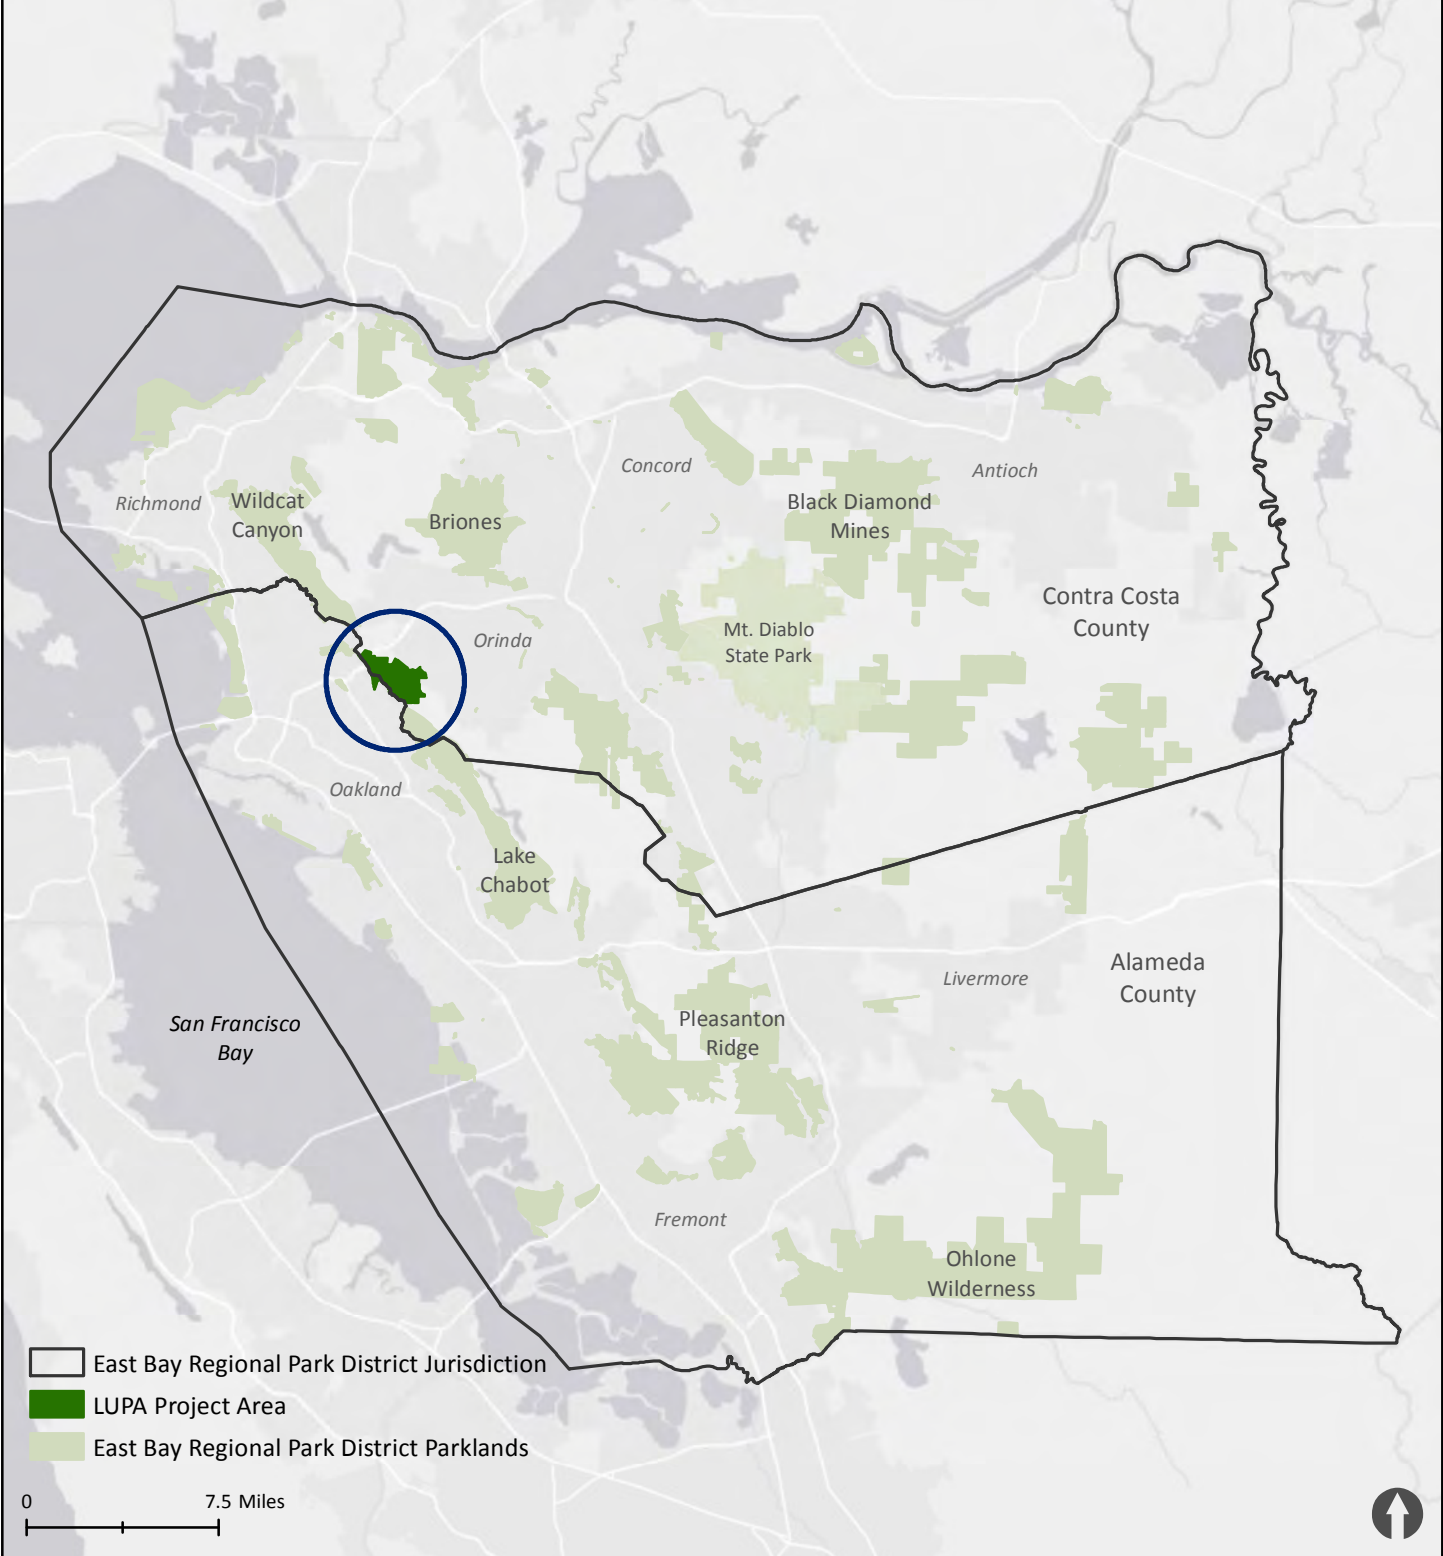 Concord
Antioch
Richmond
Wildcat
Canyon
Briones
Black Diamond
Mines
Contra Costa
County
Orinda
Mt. Diablo
State Park
Oakland
Lake
Chabot
Alameda
County
Livermore
San Francisco
Bay
Pleasanton
Ridge
Fremont
Ohlone
Wilderness
East Bay Regional Park District Jurisdiction
LUPA Project Area
East Bay Regional Park District Parklands
0 7.5 Miles